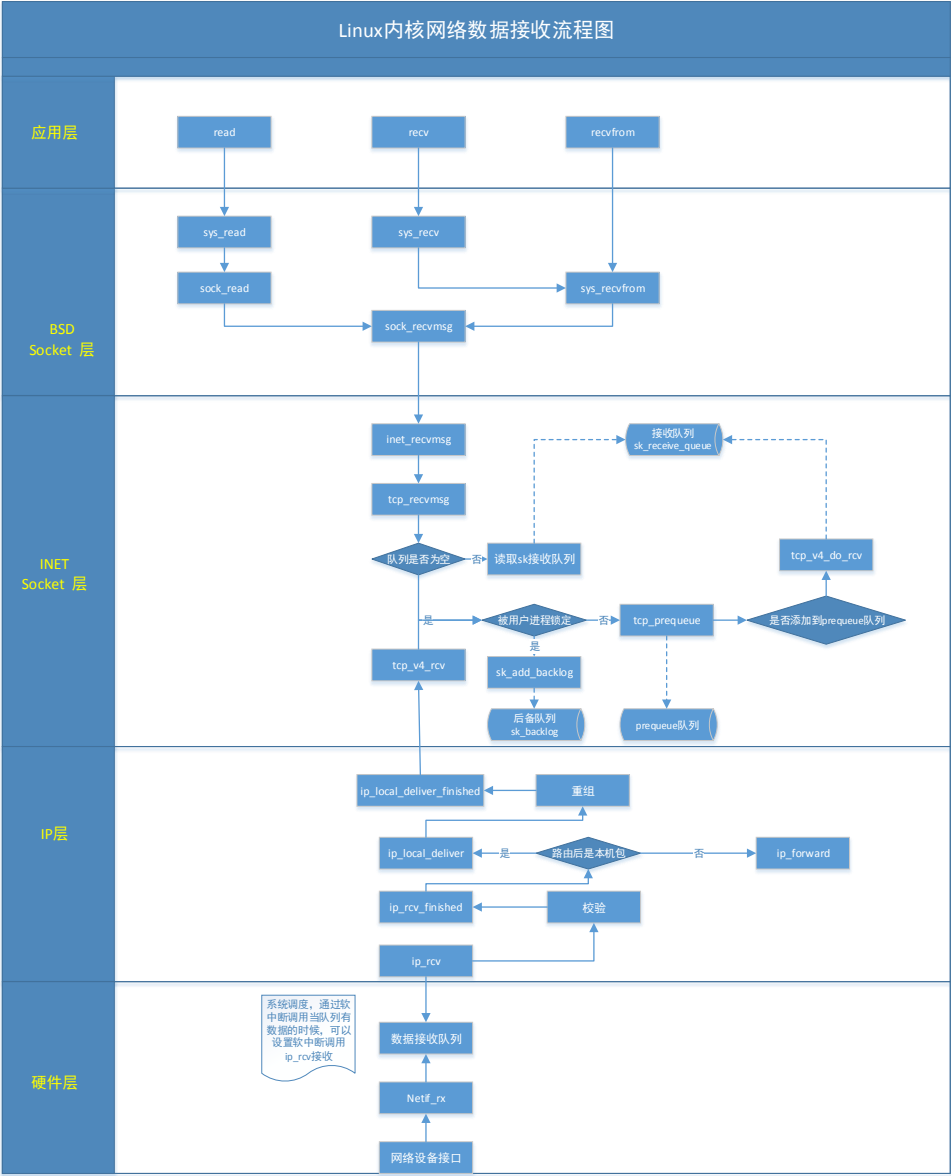 Linux内核网络数据接收流程图
应用层
read
recv
recvfrom
BSD
Socket 层
sys_read
sys_recv
sock_read
sys_recvfrom
sock_recvmsg
INET
Socket 层
inet_recvmsg
接收队列
sk_receive_queue
tcp_recvmsg
队列是否为空
否
读取sk接收队列
tcp_v4_do_rcv
是
被用户进程锁定
否
tcp_prequeue
是否添加到prequeue队列
是
tcp_v4_rcv
sk_add_backlog
后备队列
sk_backlog
prequeue队列
IP层
ip_local_deliver_finished
重组
ip_local_deliver
是
路由后是本机包
否
ip_forward
ip_rcv_finished
校验
ip_rcv
硬件层
系统调度，通过软
中断调用当队列有
数据的时候，可以
设置软中断调用
ip_rcv接收
数据接收队列
Netif_rx
网络设备接口